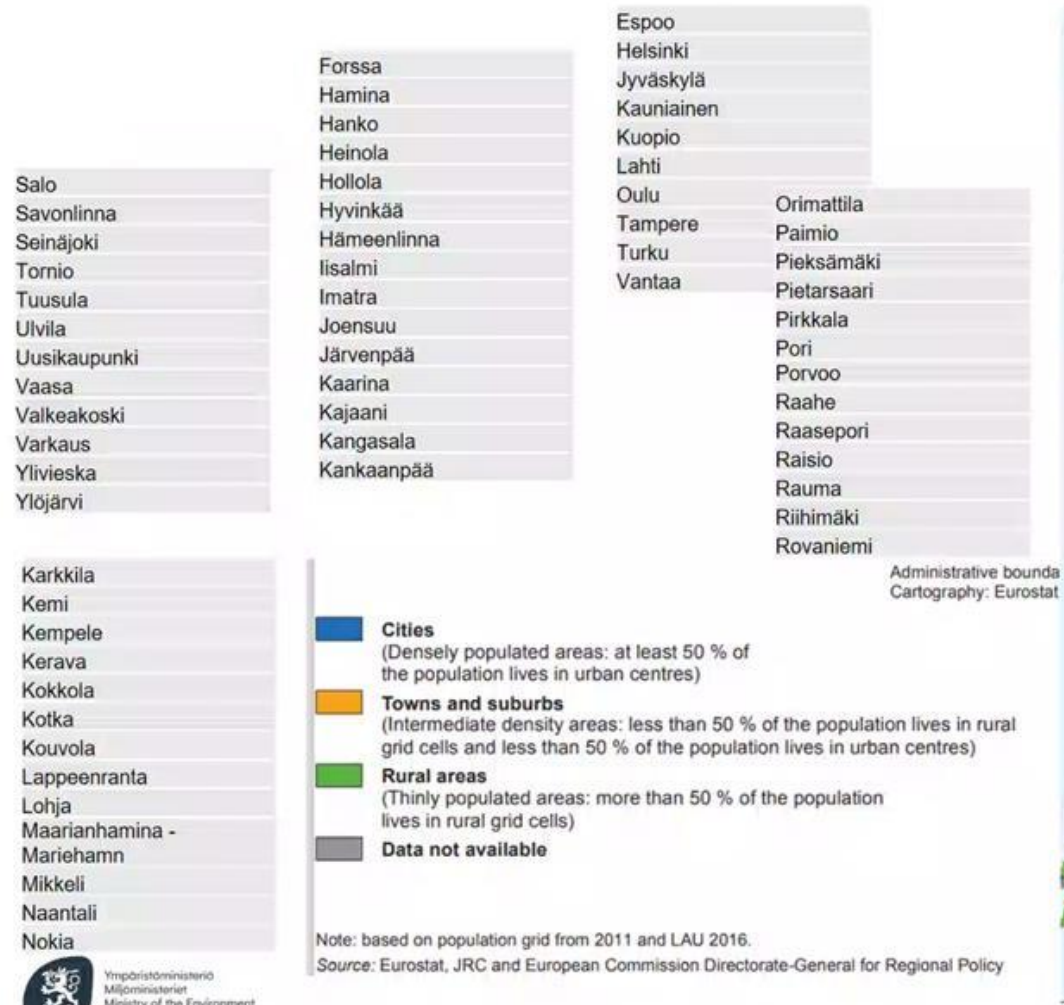 Espoo
Helsinki
Jyväskylä
Kauniainen
Kuopio
Lahti
Oulu
Tampere
Turku
Vantaa
Forssa
Hamina
Hanko
Heinola
Hollola
Hyvinkää
Hämeenlinna
Iisalmi
Imatra
Joensuu
Järvenpää
Kaarina
Kajaani
Kangasala
Kankaanpää
Salo
Savonlinna
Seinäjoki
Tornio
Tuusula
Ulvila
Uusikaupunki
Vaasa
Valkeakoski
Varkaus
Ylivieska
Ylöjärvi
Orimattila
Paimio
Pieksämäki
Pietarsaari
Pirkkala
Pori
Porvoo
Raahe
Raasepori
Raisio
Rauma
Riihimäki
Rovaniemi
Administrative bounda
Cartography: Eurostat
Karkkila
Kemi
Kempele
Kerava
Kokkola
Kotka
Kouvola
Lappeenranta
Lohja
Maarianhamina -
Mariehamn
Mikkeli
Naantali
Nokia
Cities
(Densely populated areas: at least 50 % of
the population lives in urban centres)
Towns and suburbs
(Intermediate density areas: less than 50 % of the population lives in rural
grid cells and less than 50 % of the population lives in urban centres)
Rural areas
(Thinly populated areas: more than 50 % of the population
lives in rural grid cells)
Data not available
Note: based on population grid from 2011 and LAU 2016.
Source: Eurostat, JRC and European Commission Directorate-General for Regional Policy
Ympäristöministeriö
Miljöministeriet
Ministry of the Environment